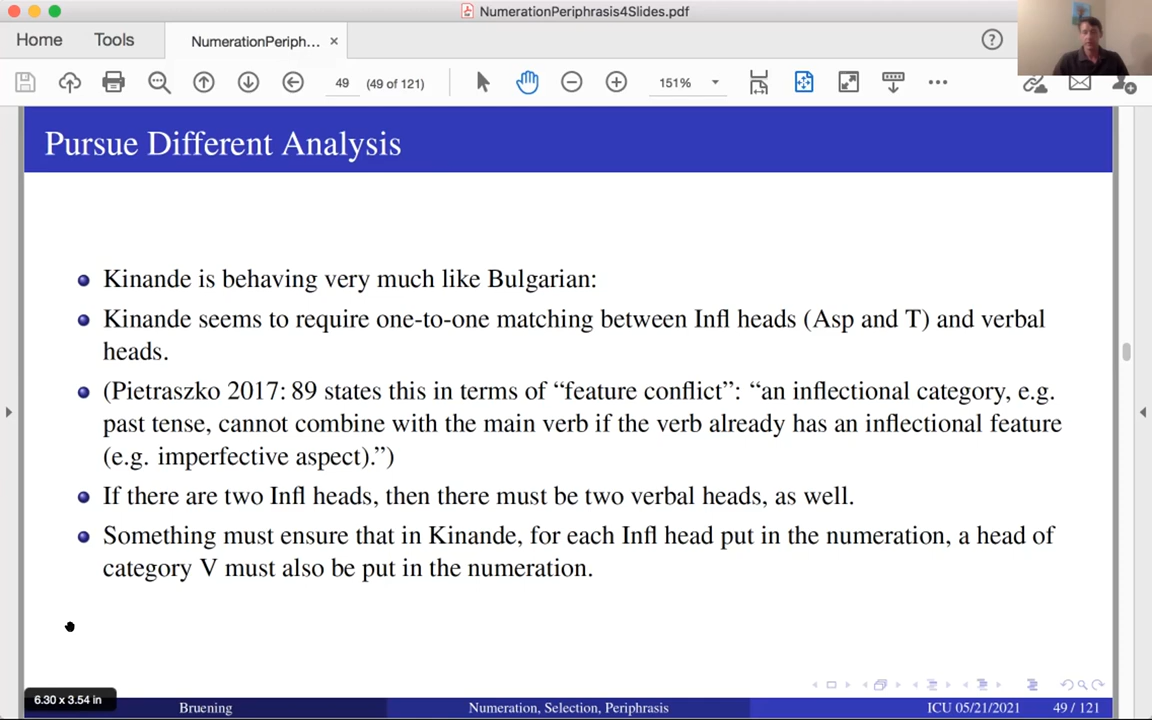 NumerationPeriphrasis4Slides.pdf
Home
Tools
NumerationPeriph... ×
49
(49 of 121)
151%
Pursue Different Analysis
Kinande is behaving very much like Bulgarian:
Kinande seems to require one-to-one matching between Infl heads (Asp and T) and verbal
heads.
(Pietraszko 2017: 89 states this in terms of “feature conflict”: “an inflectional category, e.g.
past tense, cannot combine with the main verb if the verb already has an inflectional feature
(e.g. imperfective aspect).”)
If there are two Infl heads, then there must be two verbal heads, as well.
Something must ensure that in Kinande, for each Infl head put in the numeration, a head of
category V must also be put in the numeration.
6.30 x 3.54 in
Bruening
Numeration, Selection, Periphrasis
ICU 05/21/2021
49 / 121